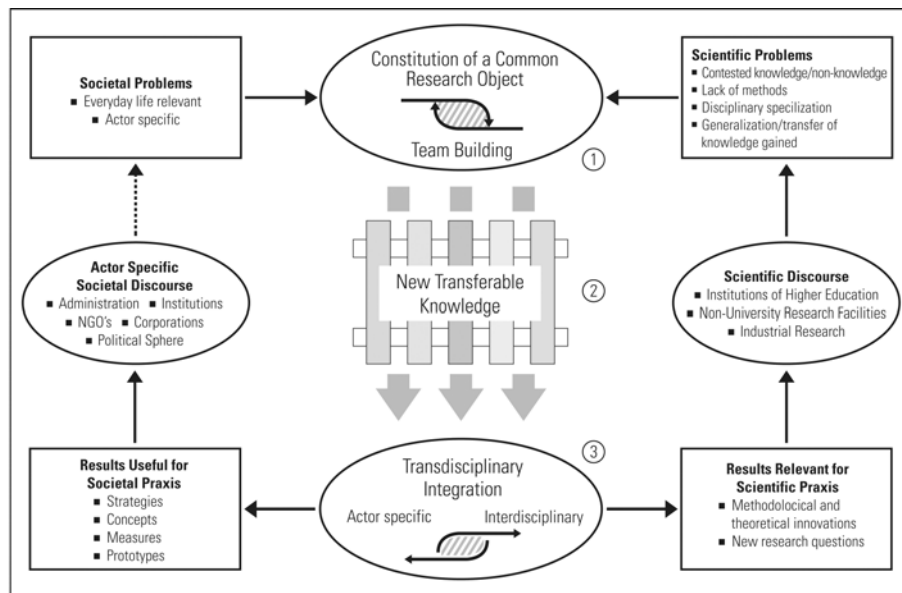 Societal Problems
■ Everyday life relevant
■ Actor specific
Constitution of a Common
Research Object
Team Building
1
Scientific Problems
■ Contested knowledge/non-knowledge
■ Lack of methods
■ Disciplinary specilization
■ Generalization/transfer of
knowledge gained
Actor Specific
Societal Discourse
■ Administration ■ Institutions
■ NGO's ■ Corporations
■ Political Sphere
New Transferable
Knowledge
2
Scientific Discourse
■ Institutions of Higher Education
■ Non-University Research Facilities
■ Industrial Research
Results Useful for
Societal Praxis
■ Strategies
■ Concepts
■ Measures
■ Prototypes
3
Transdisciplinary
Integration
Actor specific Interdisciplinary
Results Relevant for
Scientific Praxis
■ Methodolocical and
theoretical innovations
■ New research questions